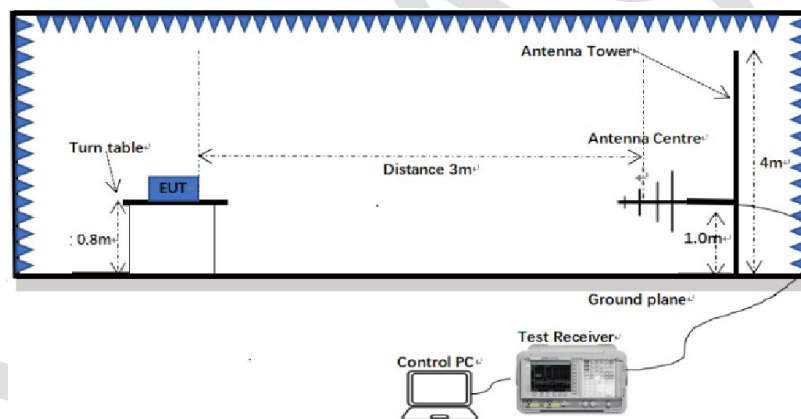 Antenna Tower
Turn table
Antenna Centre
Distance 3m
4m
EUT
: 0.8m
1.0m
Ground plane
Test Receiver
Control PC